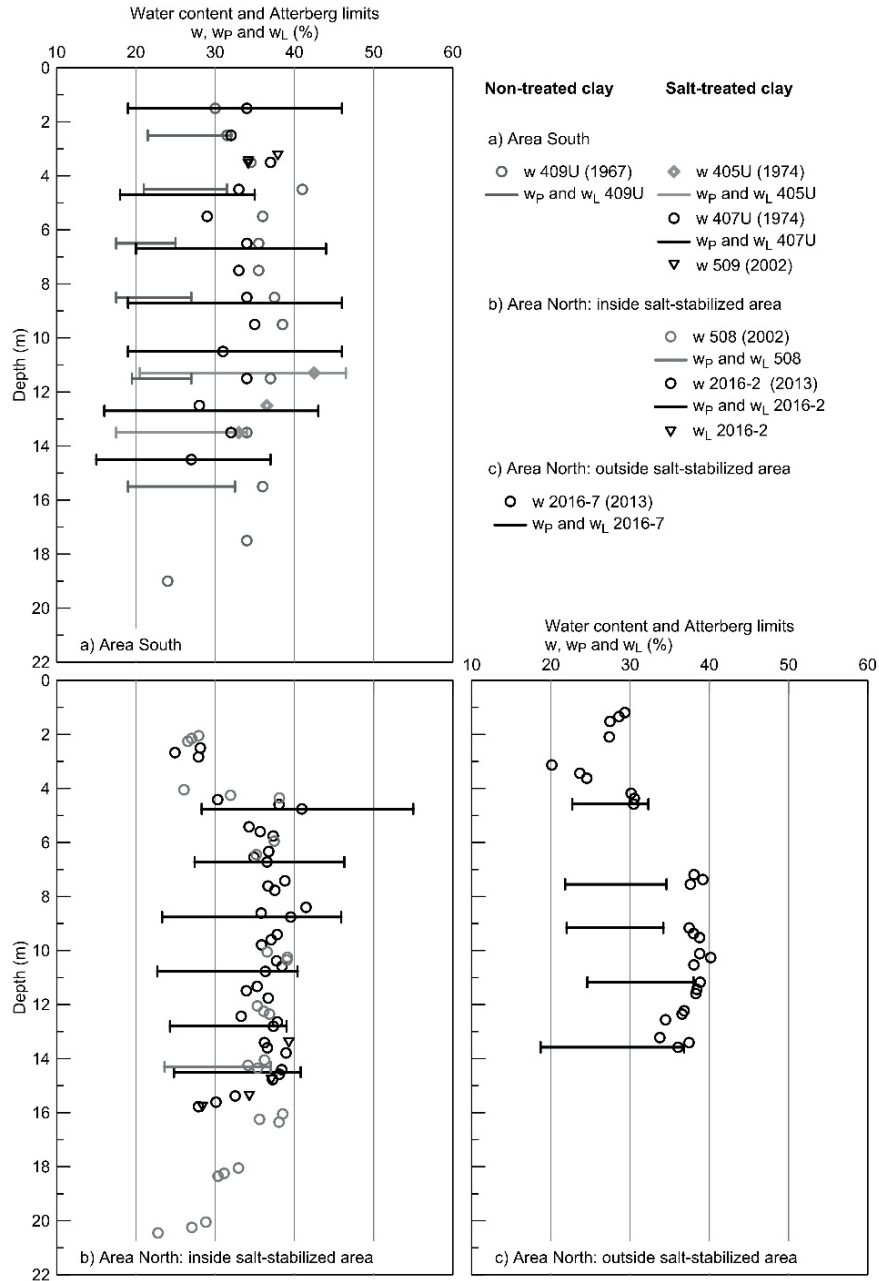 Water content and Atterberg limits
w, wP and wL (%)
10 20 30 40 50 60
0
2
4
6
8
10
12
14
16
18
20
22
Depth (m)
a) Area South
Non-treated clay Salt-treated clay
a) Area South
w 409U (1967) w 405U (1974)
wP and wL 409U wP and wL 405U
w 407U (1974)
wP and wL 407U
w 509 (2002)
b) Area North: inside salt-stabilized area
w 508 (2002)
wP and wL 508
w 2016-2 (2013)
wP and wL 2016-2
wL 2016-2
c) Area North: outside salt-stabilized area
w 2016-7 (2013)
wP and wL 2016-7
0
2
4
6
8
10
12
14
16
18
20
22
Depth (m)
b) Area North: inside salt-stabilized area
Water content and Atterberg limits
w, wP and wL (%)
10 20 30 40 50 60
c) Area North: outside salt-stabilized area